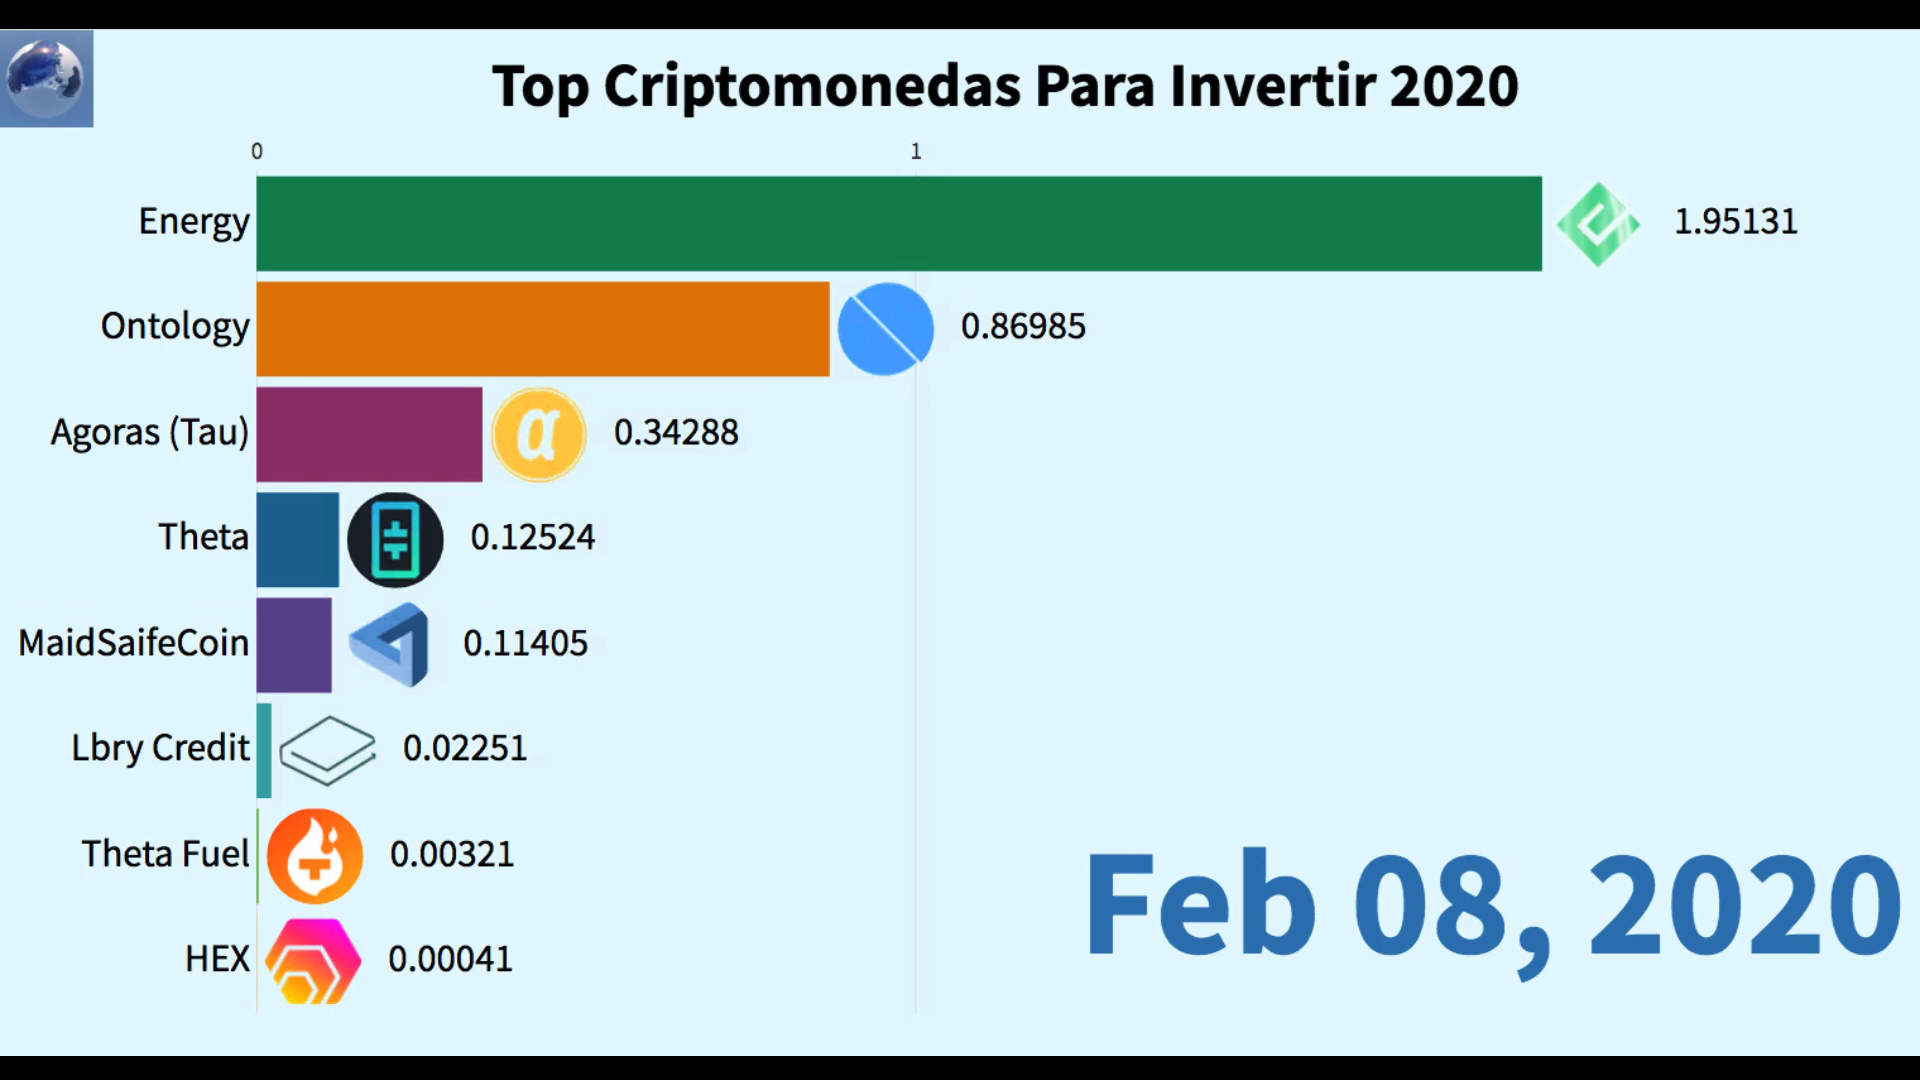 Top Criptomonedas Para Invertir 2020
0 1
Energy 1.95131
Ontology 0.86985
Agoras (Tau) α 0.34288
Theta 0.12524
MaidSaifeCoin 0.11405
Lbry Credit 0.02251
Theta Fuel 0.00321
HEX 0.00041
Feb 08, 2020